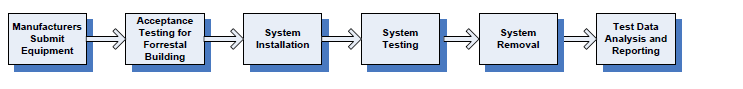 Manufacturers
Submit
Equipment
Acceptance
Testing for
Forrestal
Building
System
Installation
System
Testing
System
Removal
Test Data
Analysis and
Reporting